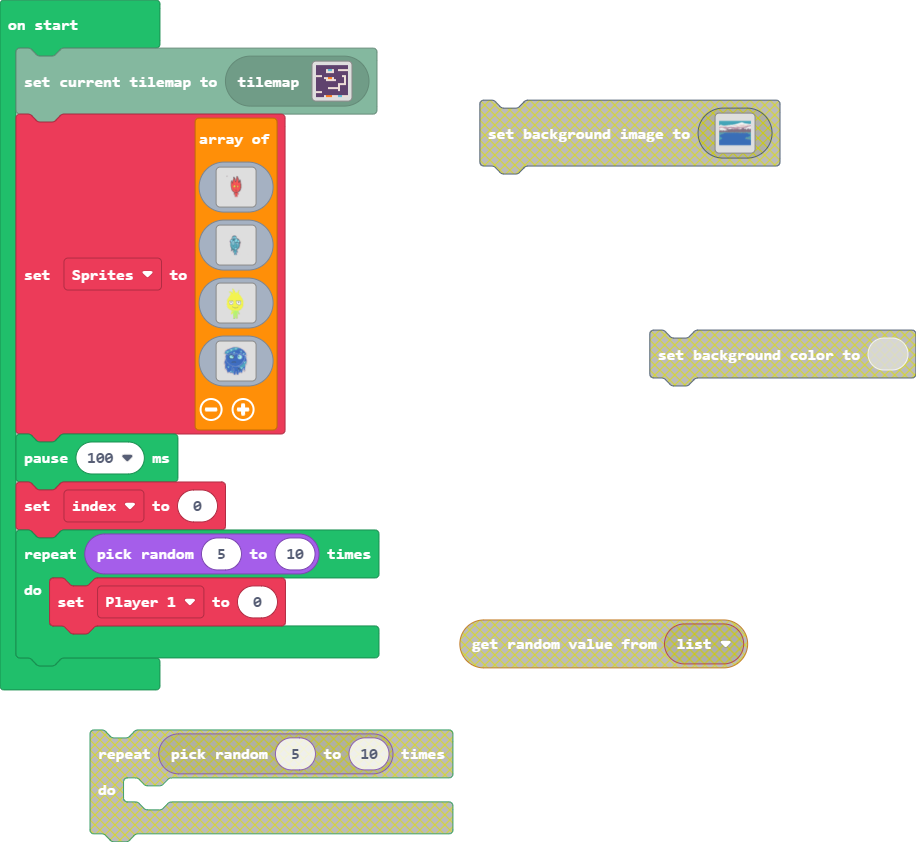 on start
set current tilemap to tilemap
set background image to
array of
set Sprites to
set background color to
pause 100 ms
set index to 0
repeat pick random 5 to 10 times
do set Player 1 to 0
get random value from list
repeat pick random 5 to 10 times
do